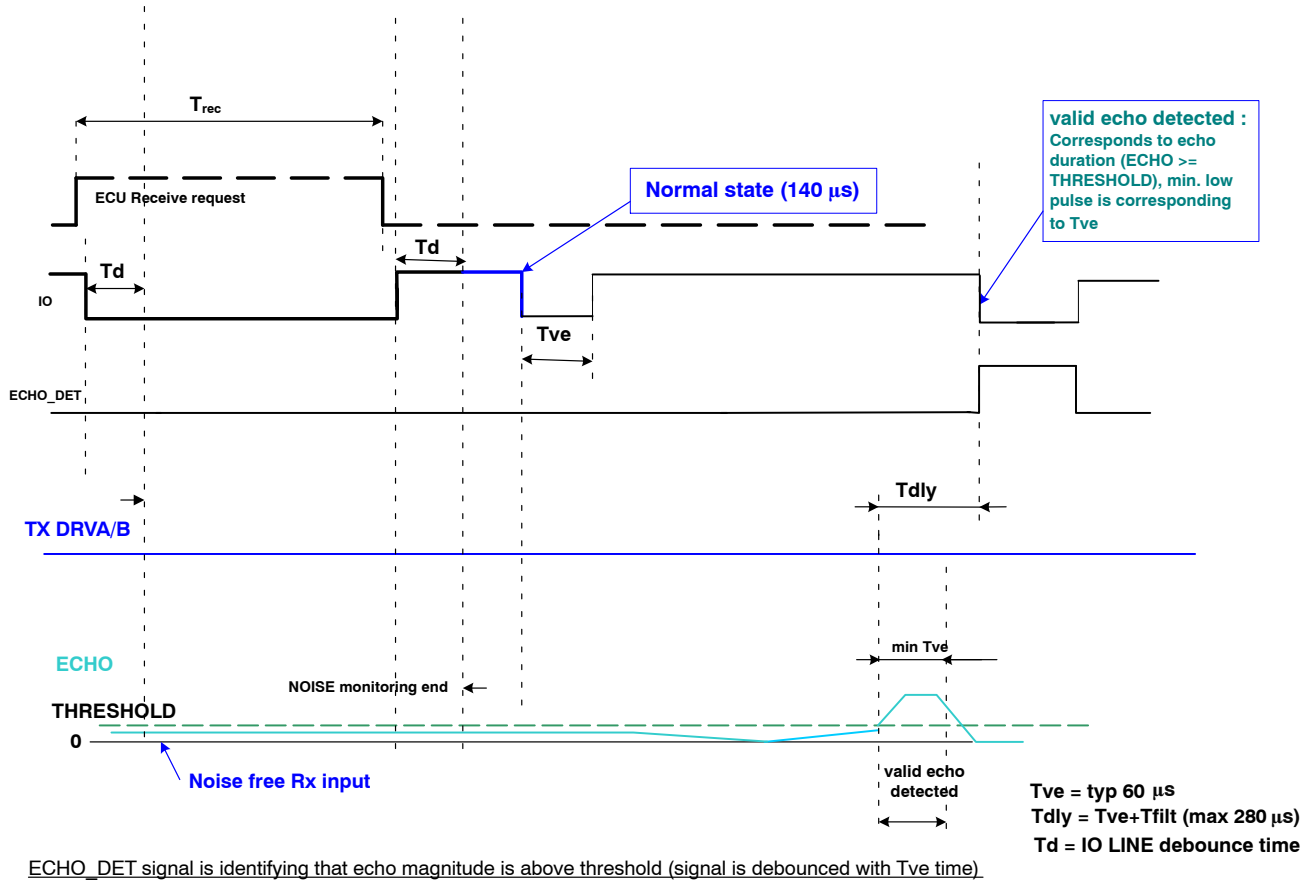 Trec
ECU Receive request
valid echo detected :
Corresponds to echo
duration (ECHO >=
THRESHOLD), min. low
pulse is corresponding
to Tve
Normal state (140 μs)
Td
Td
IO
Tve
ECHO_DET
Tdly
TX DRVA/B
min Tve
ECHO
NOISE monitoring end
THRESHOLD
0
Noise free Rx input
valid echo
detected
Tve = typ 60 μs
Tdly = Tve+Tfilt (max 280 μs)
Td = IO LINE debounce time
ECHO_DET signal is identifying that echo magnitude is above threshold (signal is debounced with Tve time)